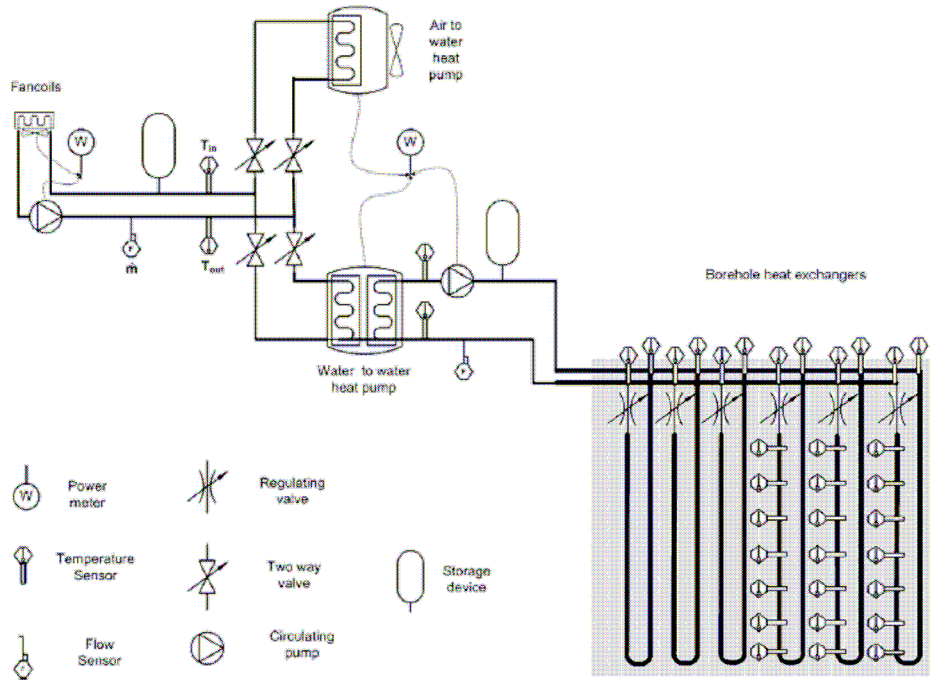 Air to
water
heat
pump
Fancoils
W
W
T_in
ṁ
T_out
Borehole heat exchangers
Water to water
heat pump
W
Power
meter
Regulating
valve
Temperature
Sensor
Two way
valve
Storage
device
Flow
Sensor
Circulating
pump